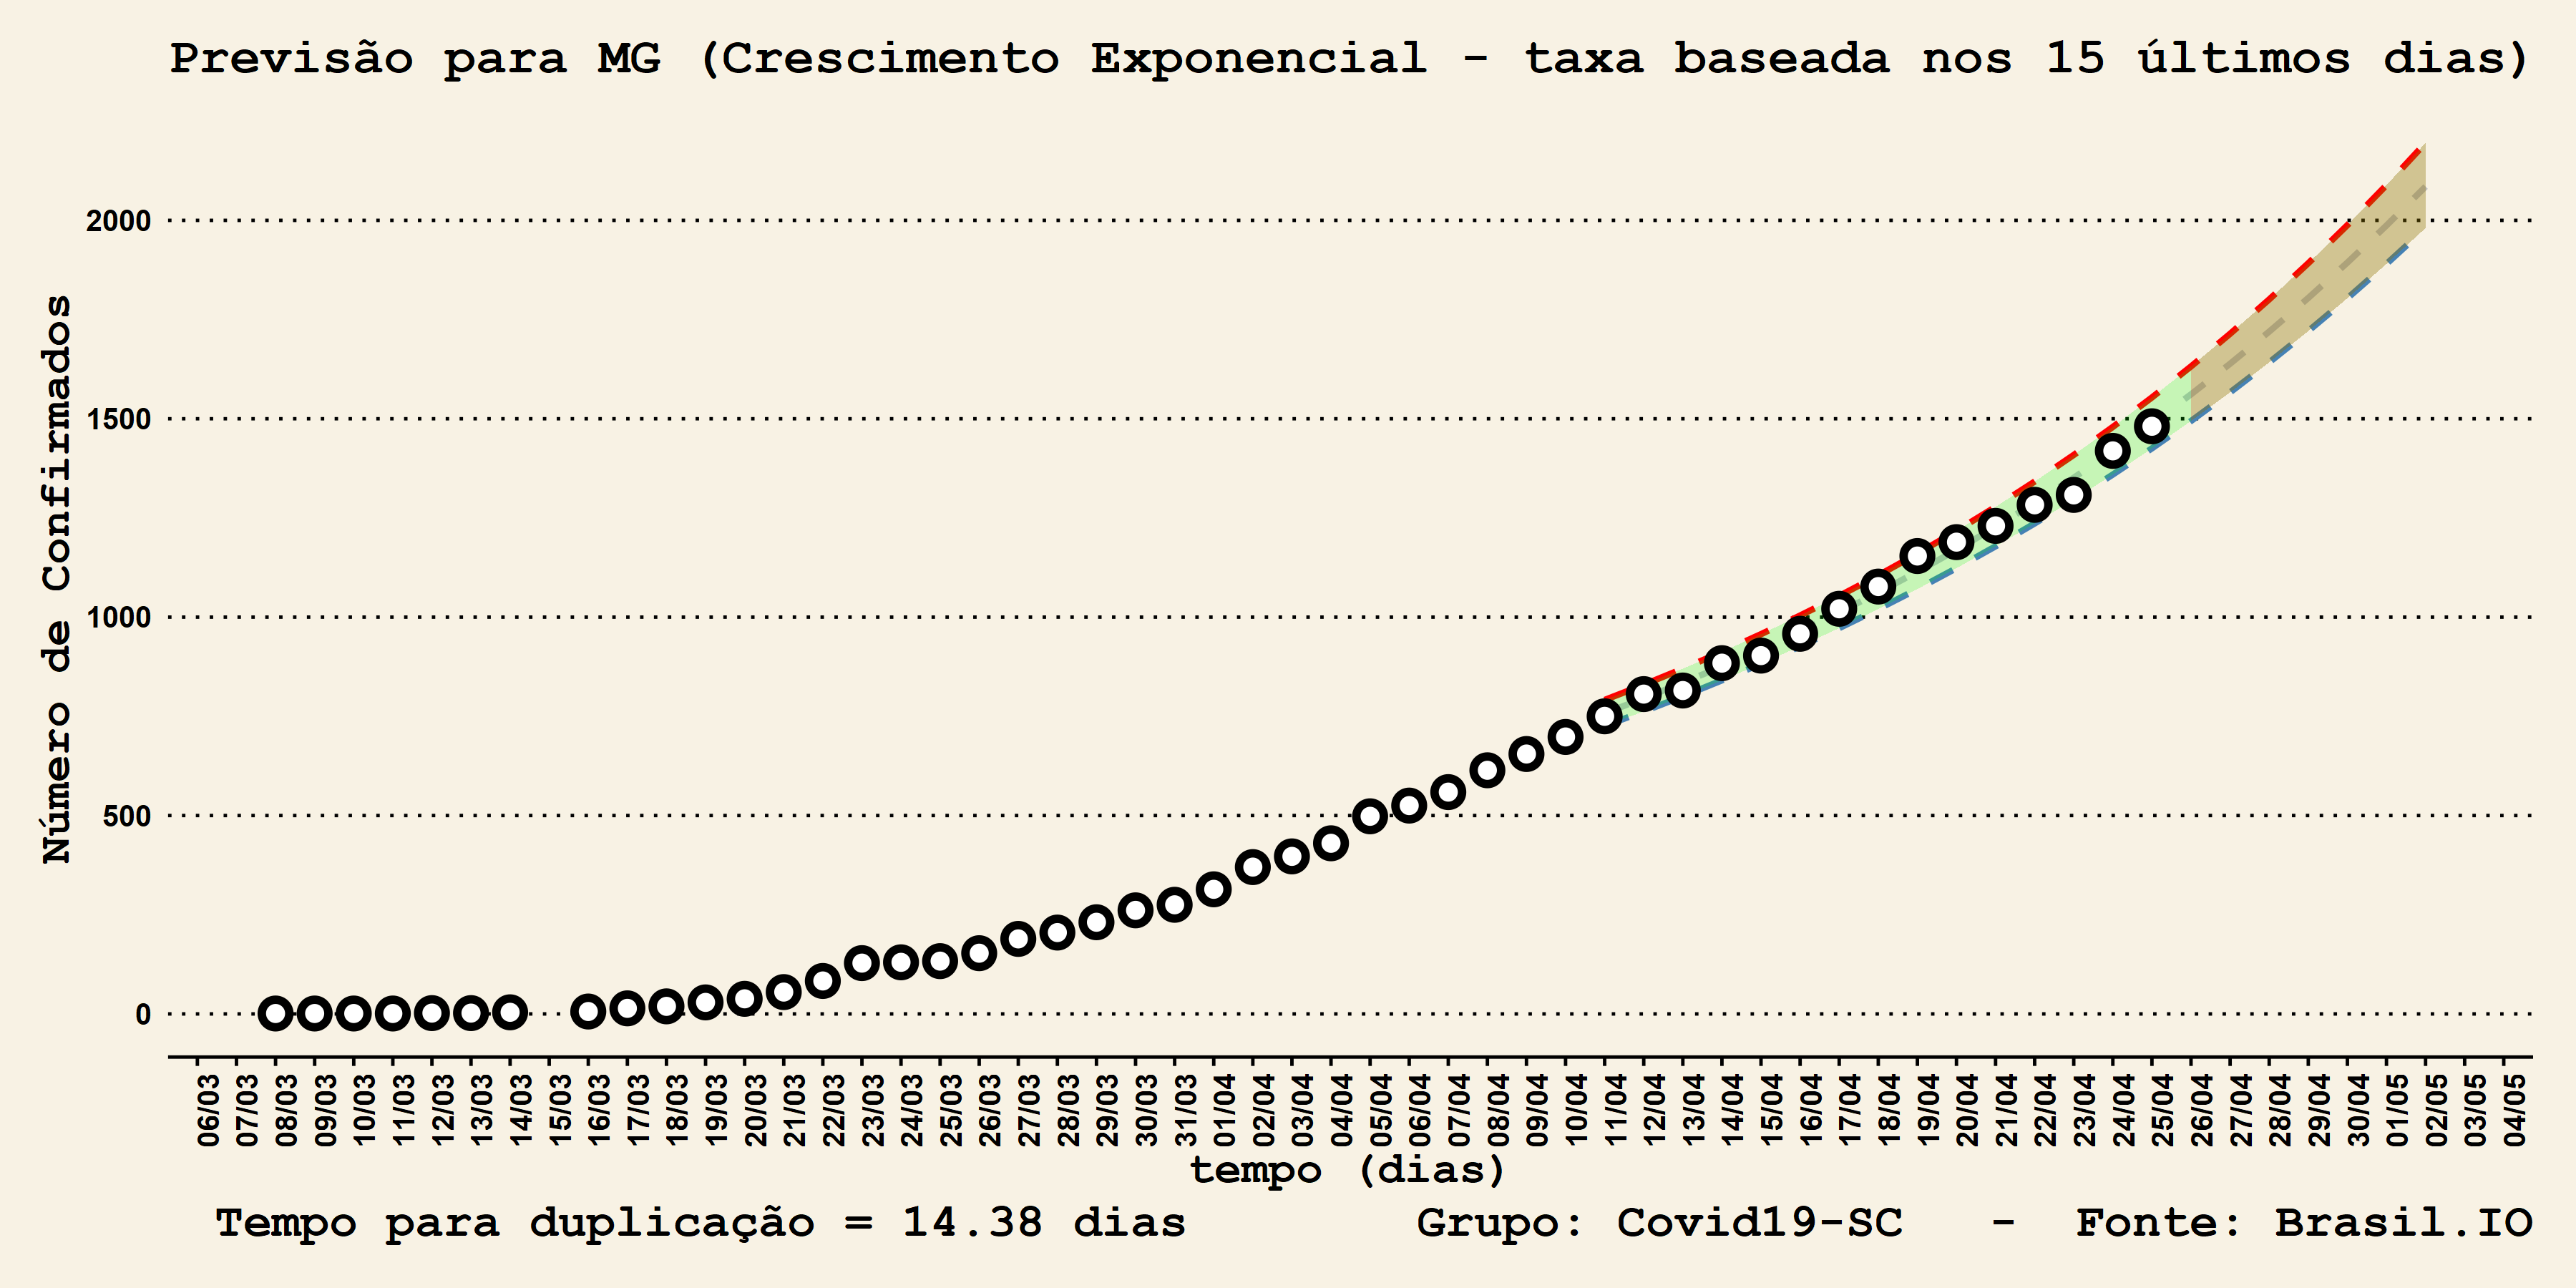 Previsão para MG (Crescimento Exponencial - taxa baseada nos 15 últimos dias)
Número de Confirmados
2000
1500
1000
500
0
06/03 07/03 08/03 09/03 10/03 11/03 12/03 13/03 14/03 15/03 16/03 17/03 18/03 19/03 20/03 21/03 22/03 23/03 24/03 25/03 26/03 27/03 28/03 29/03 30/03 31/03 01/04 02/04 03/04 04/04 05/04 06/04 07/04 08/04 09/04 10/04 11/04 12/04 13/04 14/04 15/04 16/04 17/04 18/04 19/04 20/04 21/04 22/04 23/04 24/04 25/04 26/04 27/04 28/04 29/04 30/04 01/05 02/05 03/05 04/05
tempo (dias)
Tempo para duplicação = 14.38 dias Grupo: Covid19-SC - Fonte: Brasil.IO